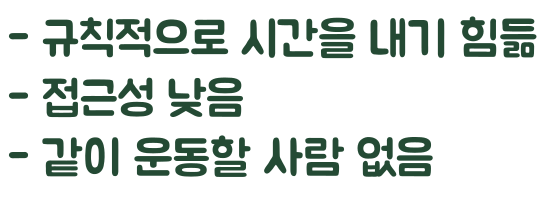 - 규칙적으로 시간을 내기 힘듦
- 접근성 낮음
- 같이 운동할 사람 없음